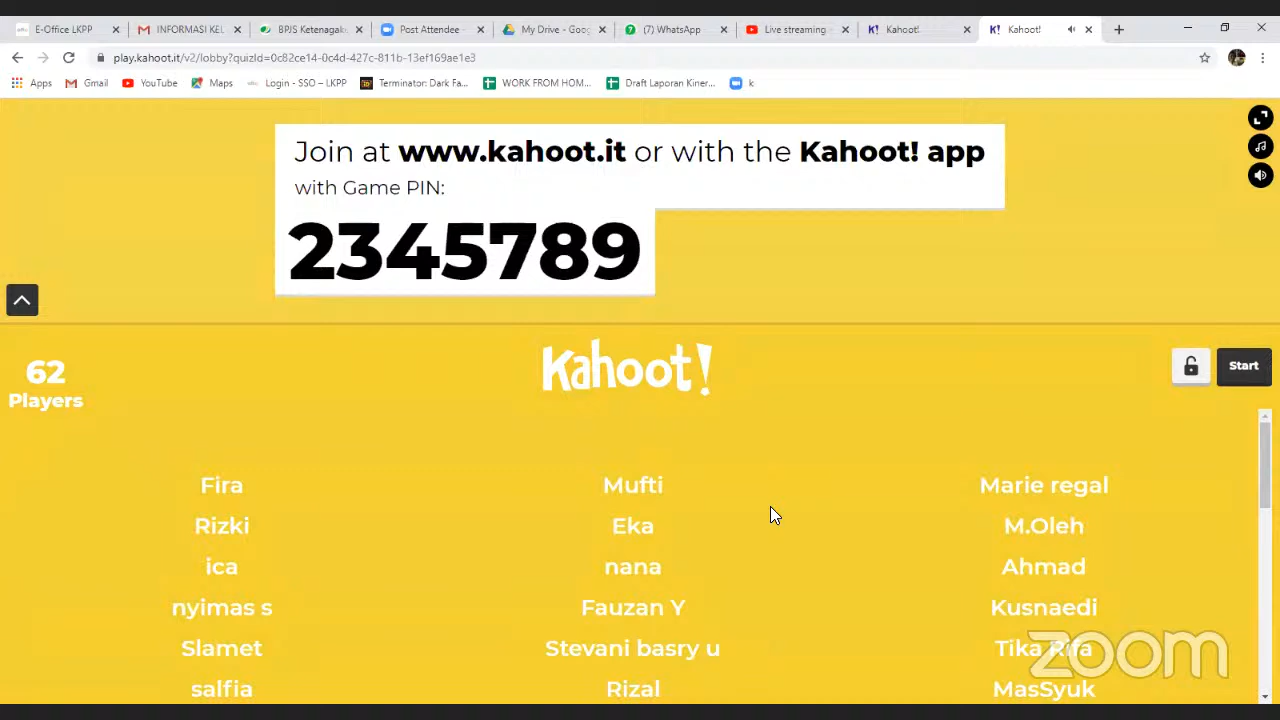 E-Office LKPP
INFORMASI KEL
BPJS Ketenagaku
Post Attendee -
My Drive - Goog
(7) WhatsApp
Live streaming
Kahoot!
Kahoot!
play.kahoot.it/v2/lobby?quizId=0c82ce14-0c4d-427c-811b-13ef169ae1e3
Apps
Gmail
YouTube
Maps
Login - SSO – LKPP
Terminator: Dark Fa...
WORK FROM HOM...
Draft Laporan Kiner...
k
Join at www.kahoot.it or with the Kahoot! app
with Game PIN:
2345789
62
Players
Kahoot!
Start
Fira
Mufti
Marie regal
Rizki
Eka
M.Oleh
ica
nana
Ahmad
nyimas s
Fauzan Y
Kusnaedi
Slamet
Stevani basry u
Tika Rifa
salfia
Rizal
MasSyuk
zoom